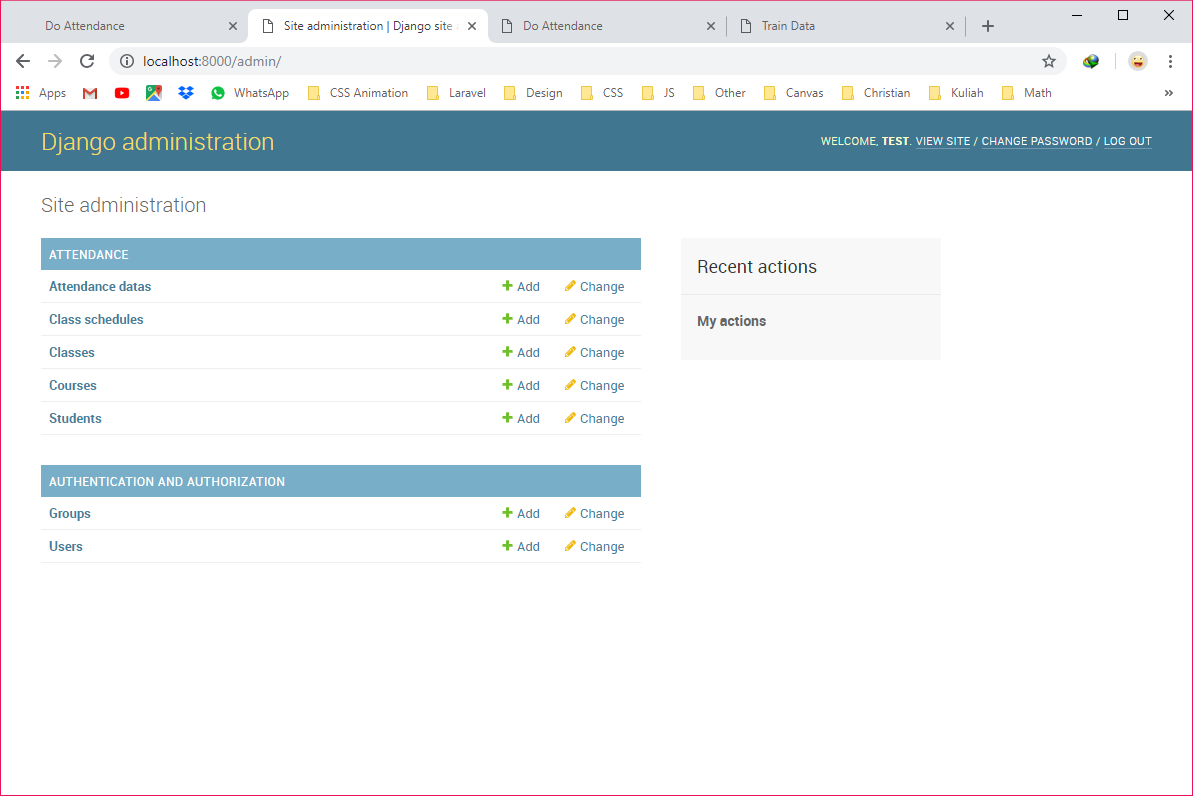 Do Attendance
Site administration | Django site
Do Attendance
Train Data
localhost:8000/admin/
Apps
WhatsApp
CSS Animation
Laravel
Design
CSS
JS
Other
Canvas
Christian
Kuliah
Math
Django administration
WELCOME, TEST. VIEW SITE / CHANGE PASSWORD / LOG OUT
Site administration
ATTENDANCE
Attendance datas Add Change
Class schedules Add Change
Classes Add Change
Courses Add Change
Students Add Change
AUTHENTICATION AND AUTHORIZATION
Groups Add Change
Users Add Change
Recent actions
My actions